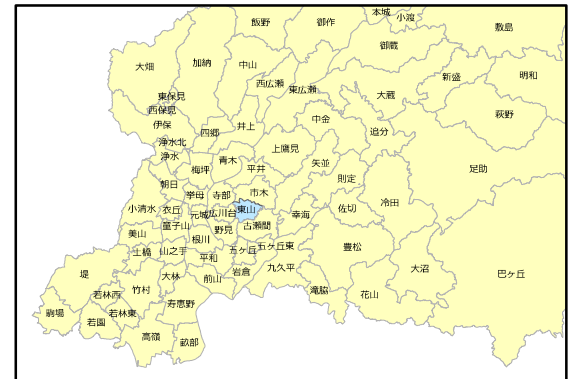 本城
小渡
飯野
御作
敷島
御蔵
加納
中山
大畑
新盛
明和
西広瀬
東広瀬
大蔵
東保見
西保見
萩野
伊保
中金
追分
四郷
井上
浄水北
浄水
上鷹見
青木
矢並
足助
梅坪
平井
則定
朝日
挙母
寺部
市木
冷田
小清水
衣丘
元城
広川台
東山
幸海
佐切
童子山
古瀬間
美山
根川
野見
土橋
山之手
五ケ丘
五ケ丘東
豊松
平和
堤
大林
前山
岩倉
九久平
大沼
巴ケ丘
竹村
若林西
滝脇
花山
寿恵野
駒場
若林東
若園
高嶺
畝部